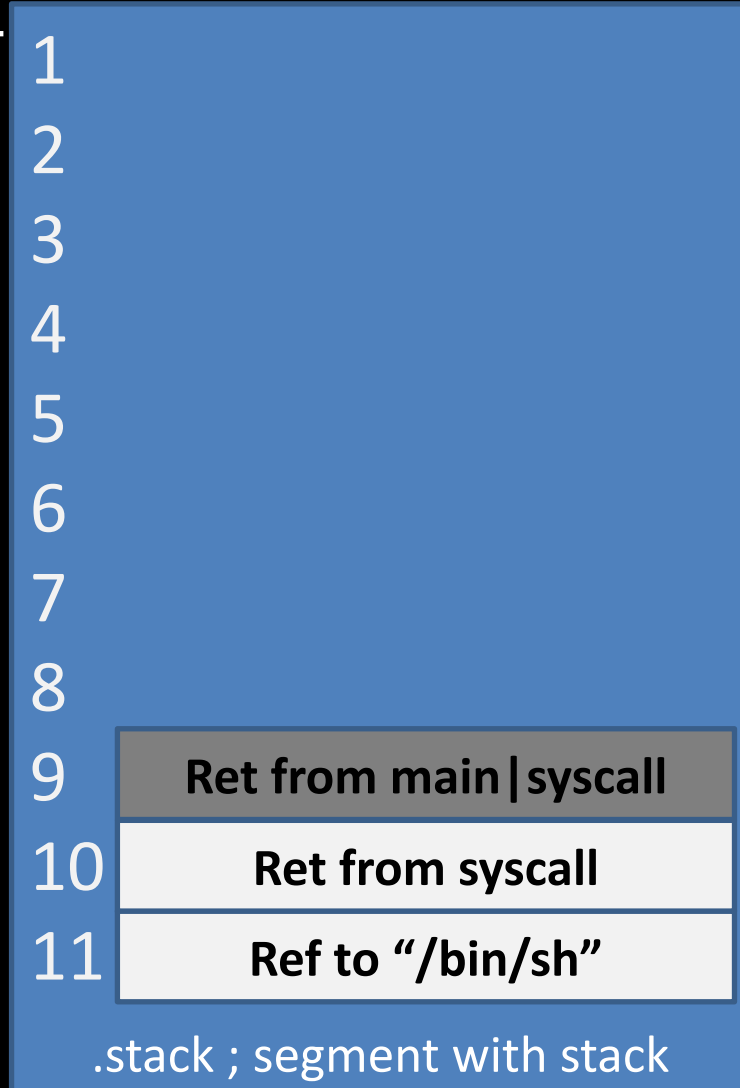 1
2
3
4
5
6
7
8
9 Ret from main|syscall
10 Ret from syscall
11 Ref to “/bin/sh”
.stack ; segment with stack